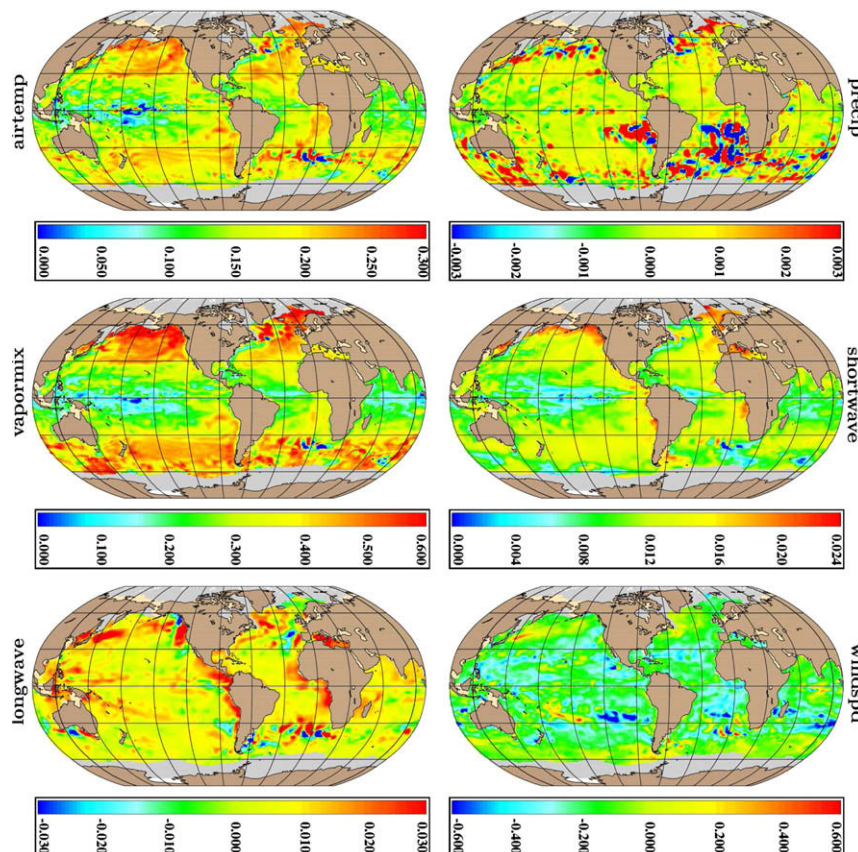 airtemp
0.000 0.050 0.100 0.150 0.200 0.250 0.300
precip
-0.003 -0.002 -0.001 0.000 0.001 0.002 0.003
vapormix
0.000 0.100 0.200 0.300 0.400 0.500 0.600
shortwave
0.000 0.004 0.008 0.012 0.016 0.020 0.024
longwave
-0.030 -0.020 -0.010 0.000 0.010 0.020 0.030
windspd
-0.600 -0.400 -0.200 0.000 0.200 0.400 0.600